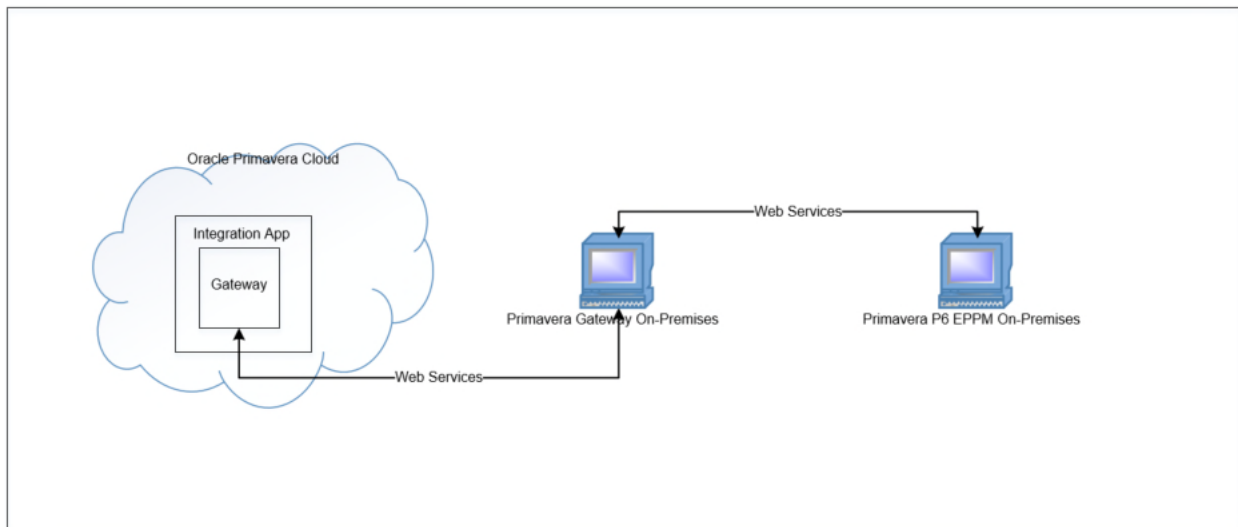 Oracle Primavera Cloud
Integration App
Gateway
Web Services
Primavera Gateway On-Premises
Web Services
Primavera P6 EPPM On-Premises